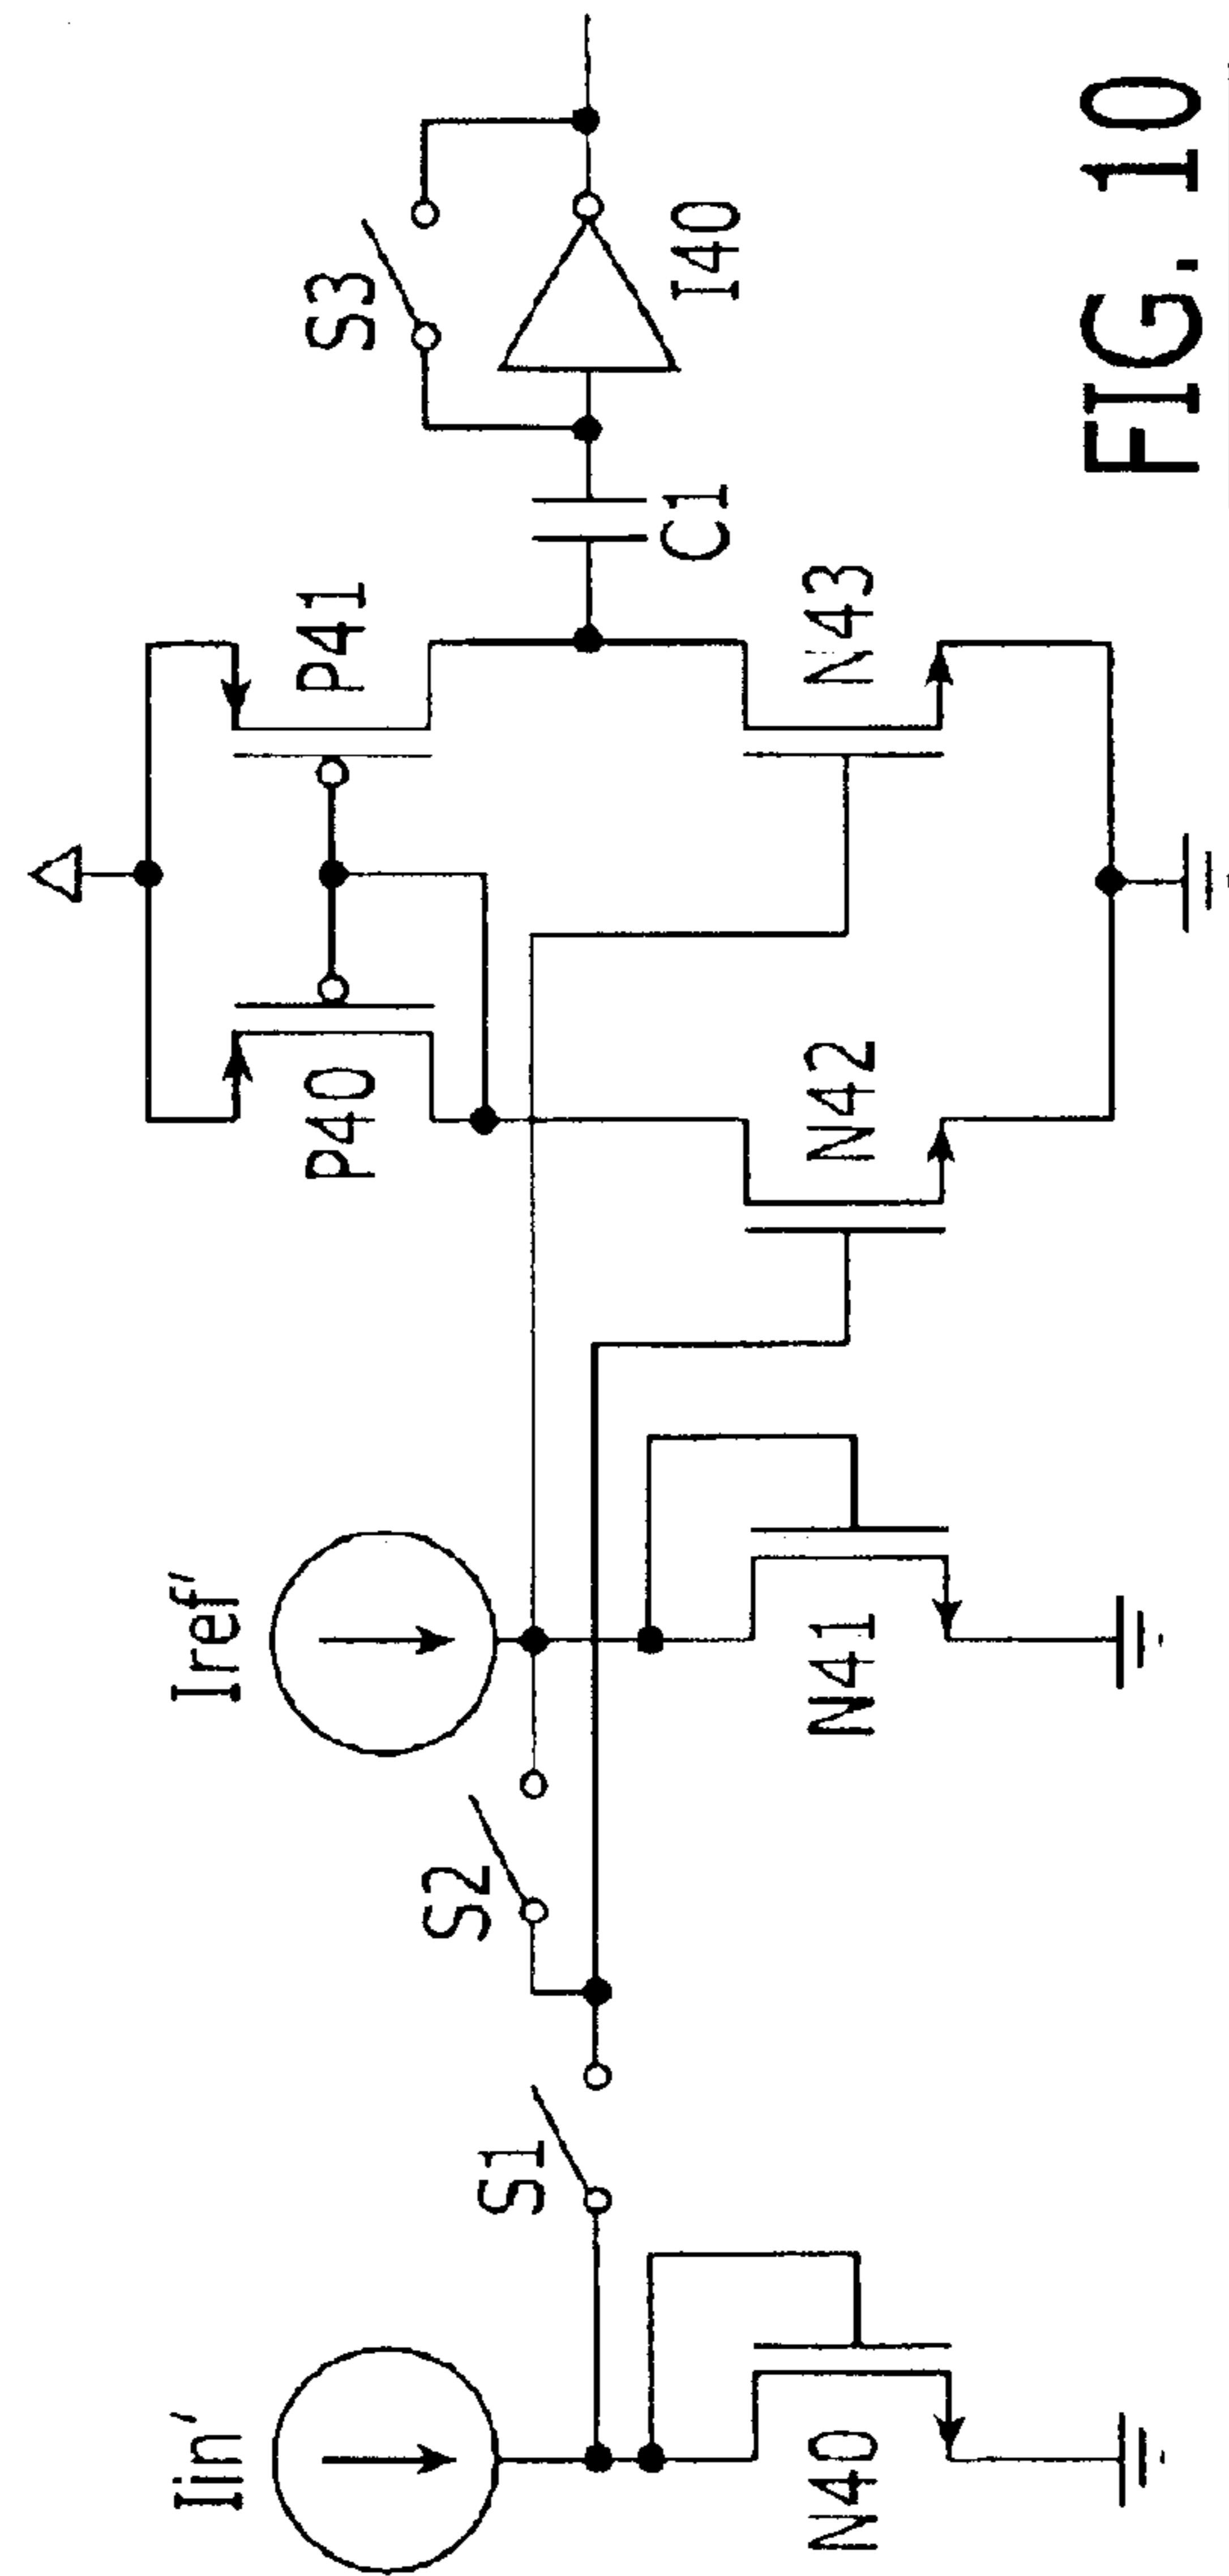 Iin'
N40
S1
S2
Iref'
N41
P40
P41
N42
N43
C1
S3
I40
FIG. 10